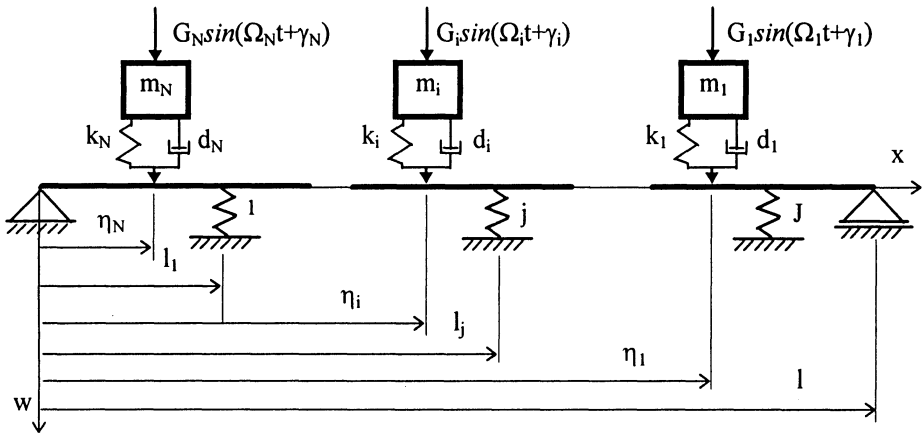 G_N sin(Ω_N t+γ_N) G_i sin(Ω_i t+γ_i) G_1 sin(Ω_1 t+γ_1)
m_N m_i m_1
k_N d_N k_i d_i k_1 d_1
x
1 j J
η_N
l_1
η_i
l_j
η_1
l
w